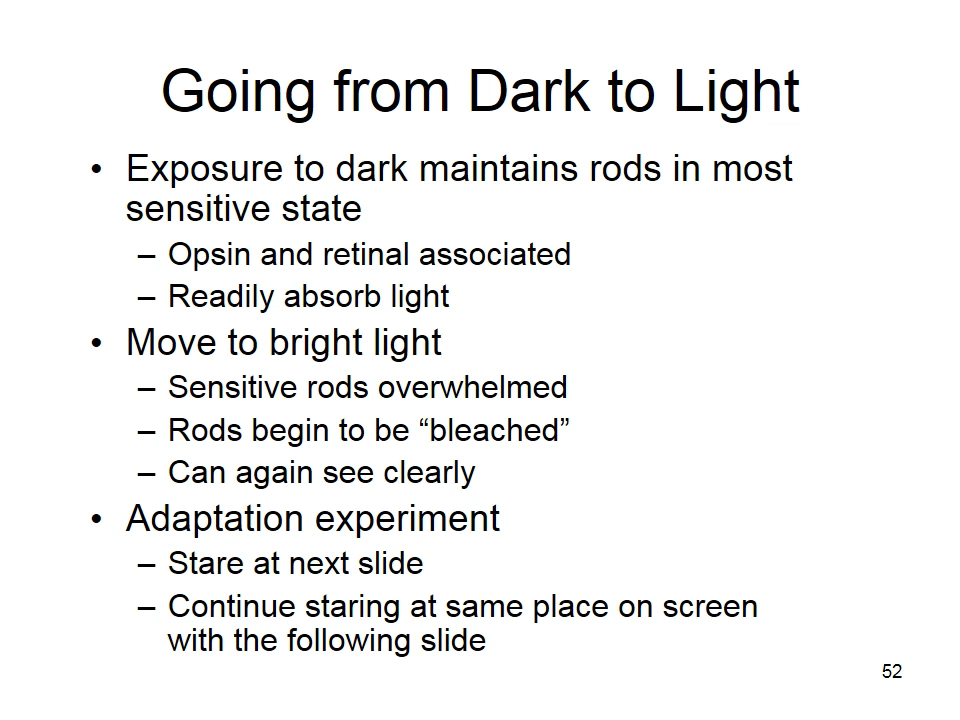 Going from Dark to Light
• Exposure to dark maintains rods in most
sensitive state
– Opsin and retinal associated
– Readily absorb light
• Move to bright light
– Sensitive rods overwhelmed
– Rods begin to be “bleached”
– Can again see clearly
• Adaptation experiment
– Stare at next slide
– Continue staring at same place on screen
with the following slide
52